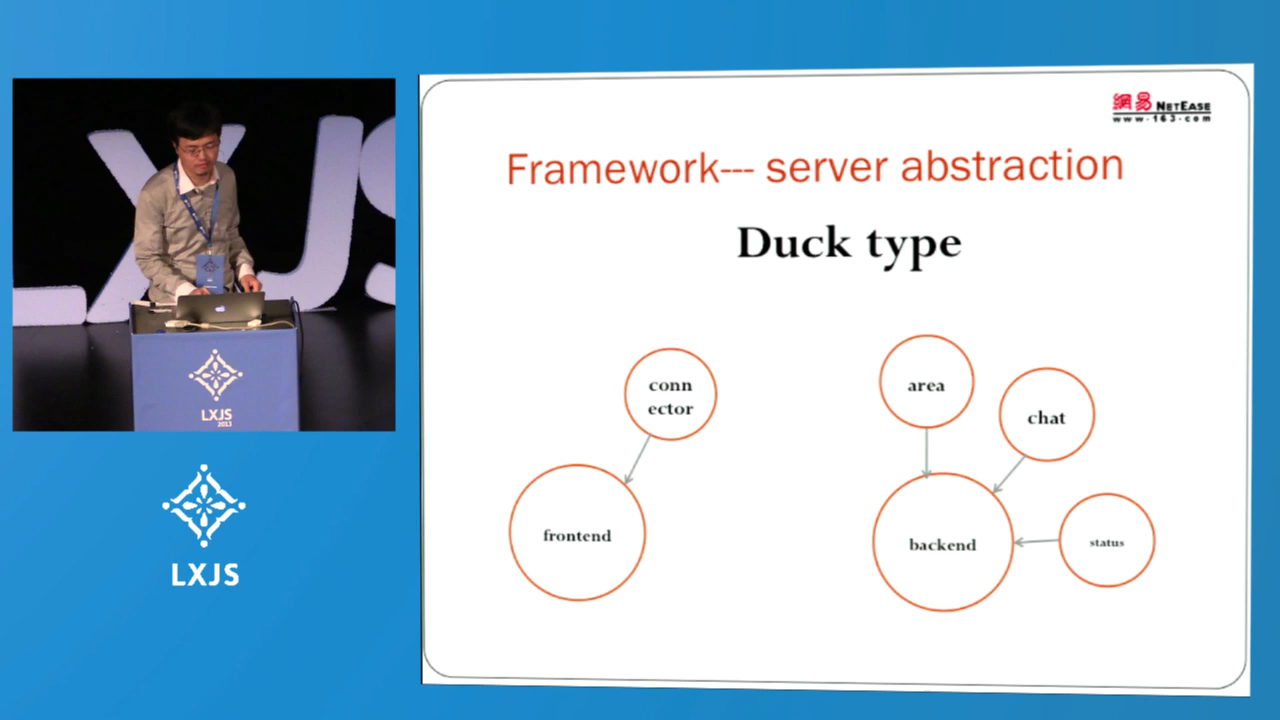 LXJS
LXJS
2013
LXJS
網易 NETEASE
www.163.com
Framework--- server abstraction
Duck type
conn
ector
area
chat
frontend
backend
status